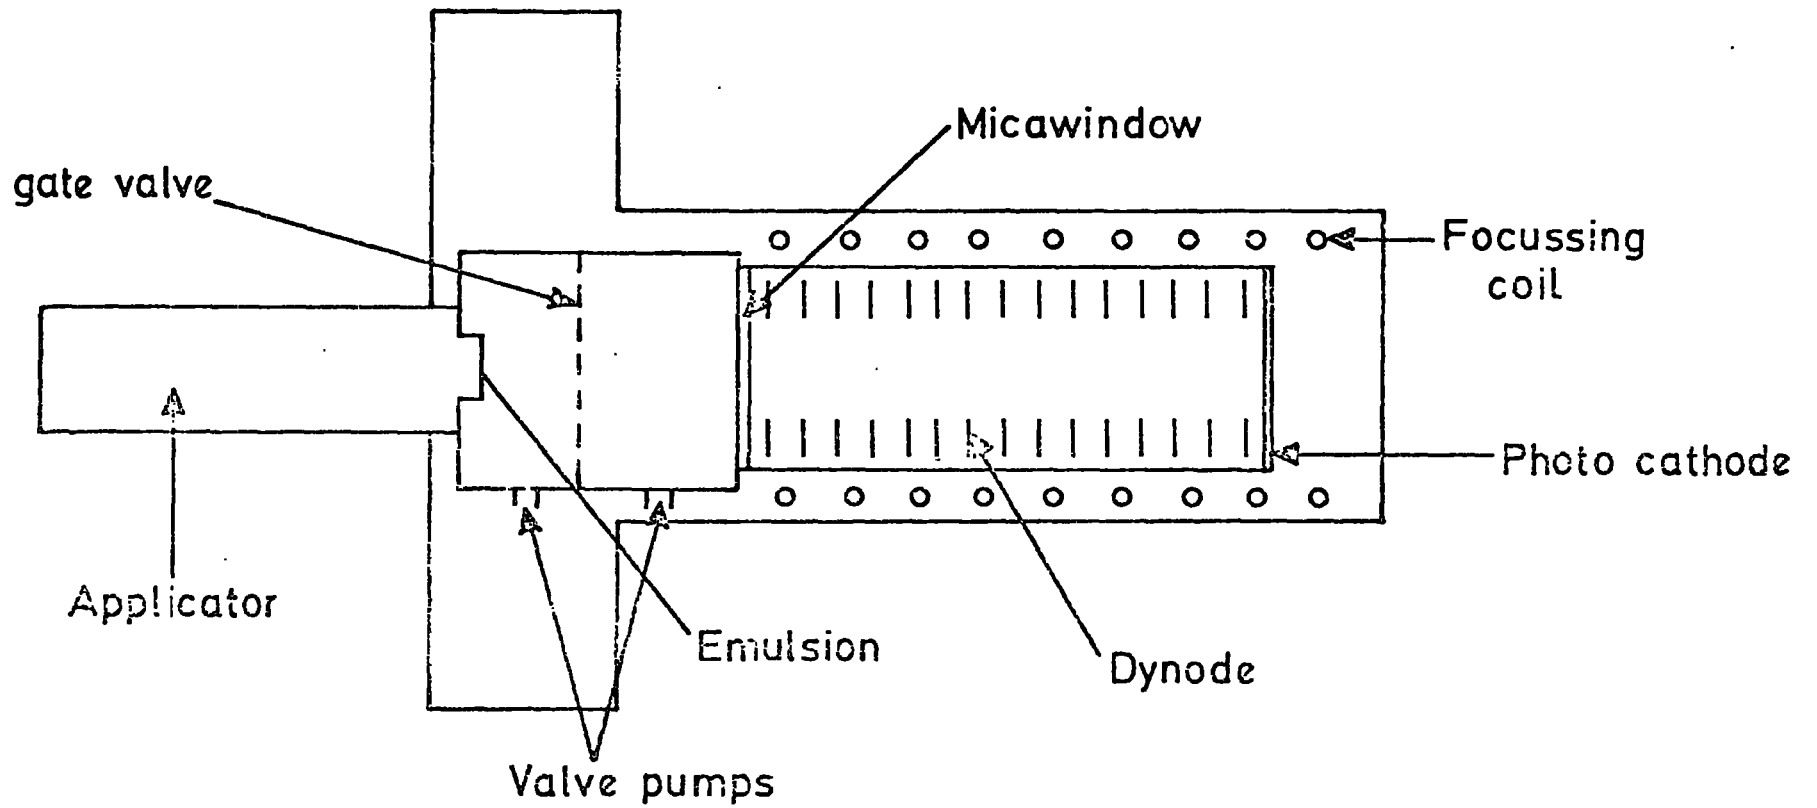 Micawindow
gate valve
Focussing
coil
Photo cathode
Applicator
Emulsion
Dynode
Valve pumps